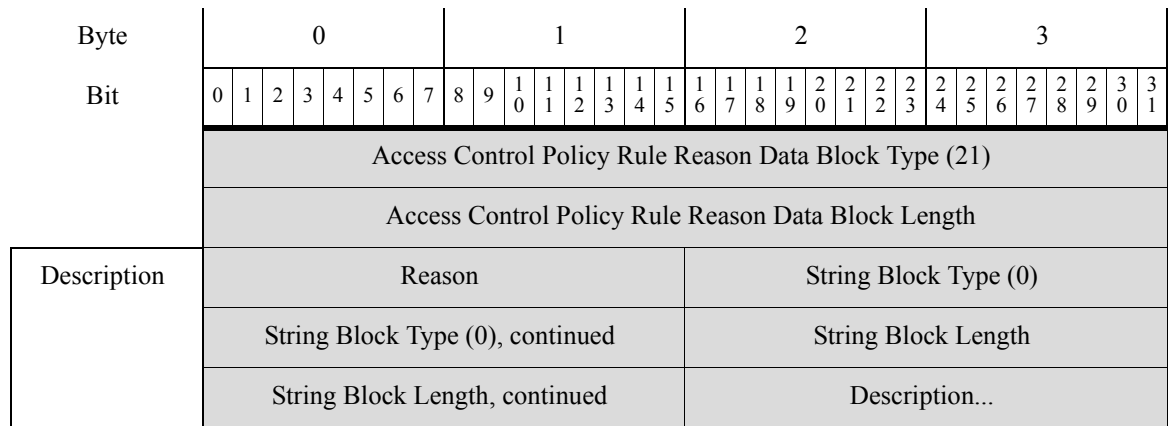 Byte 0 1 2 3
Bit 0 1 2 3 4 5 6 7 8 9 10 11 12 13 14 15 16 17 18 19 20 21 22 23 24 25 26 27 28 29 30 31
Access Control Policy Rule Reason Data Block Type (21)
Access Control Policy Rule Reason Data Block Length
Description Reason String Block Type (0)
String Block Type (0), continued String Block Length
String Block Length, continued Description...